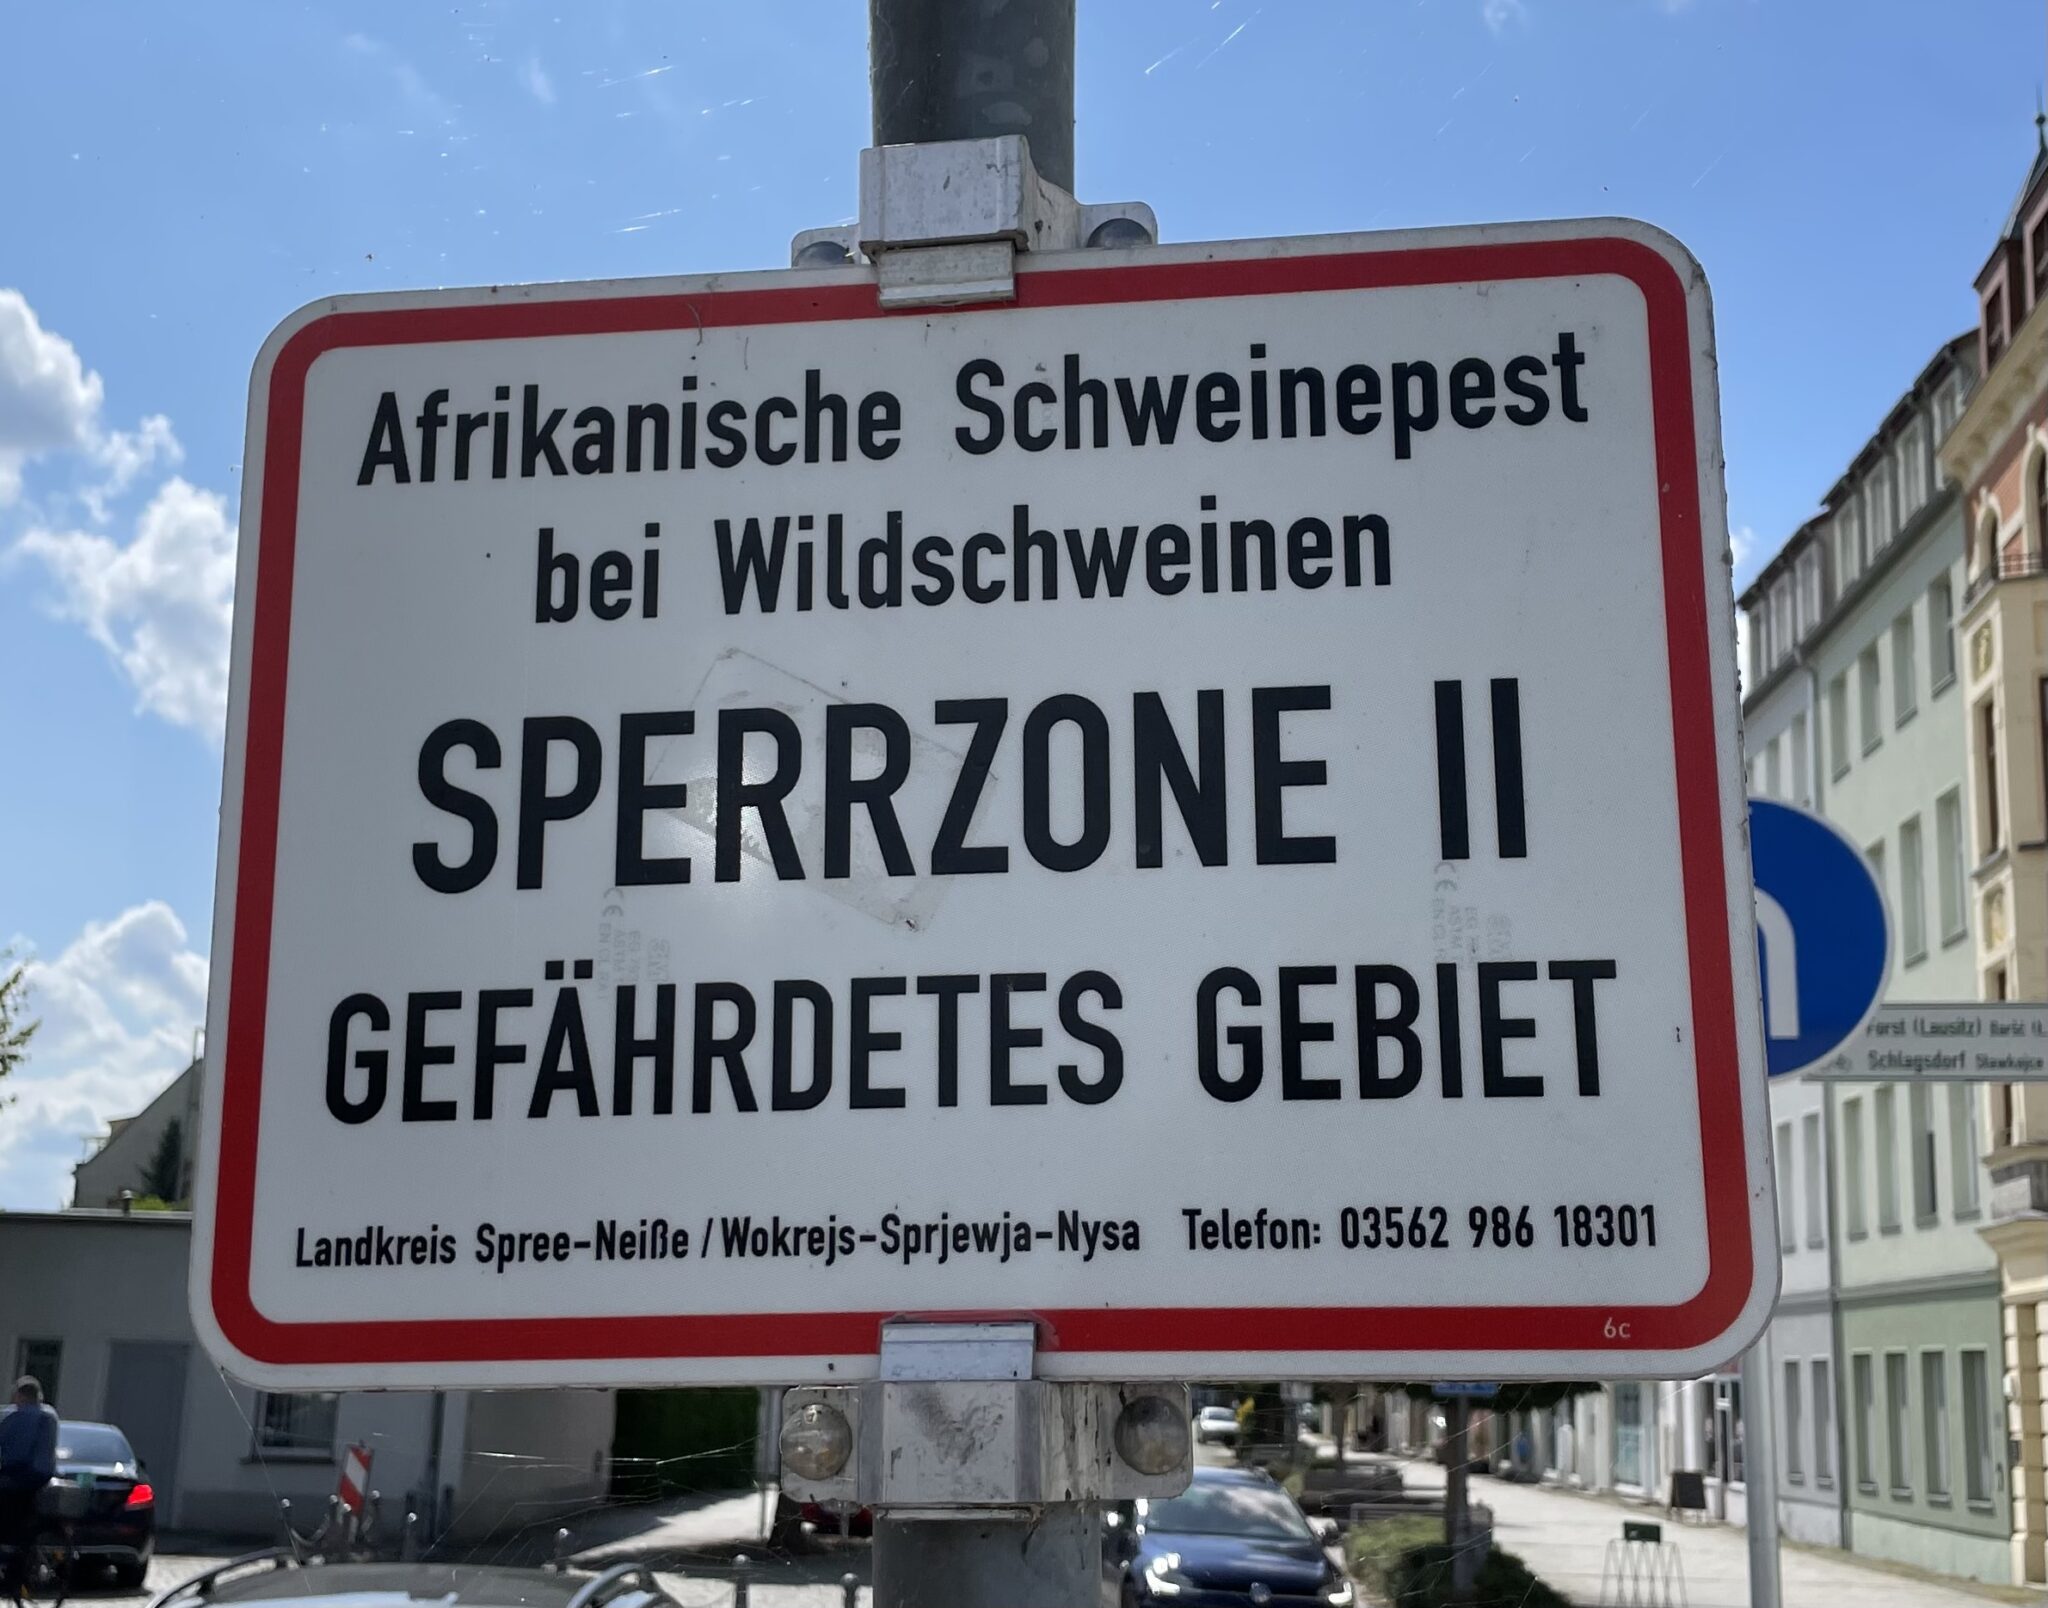 Afrikanische Schweinepest
bei Wildschweinen
SPERRZONE II
GEFÄHRDETES GEBIET
Landkreis Spree-Neiße / Wokrejs-Sprjewja-Nysa Telefon: 03562 986 18301
6c
Forst (Lausitz)
Schlagsdorf